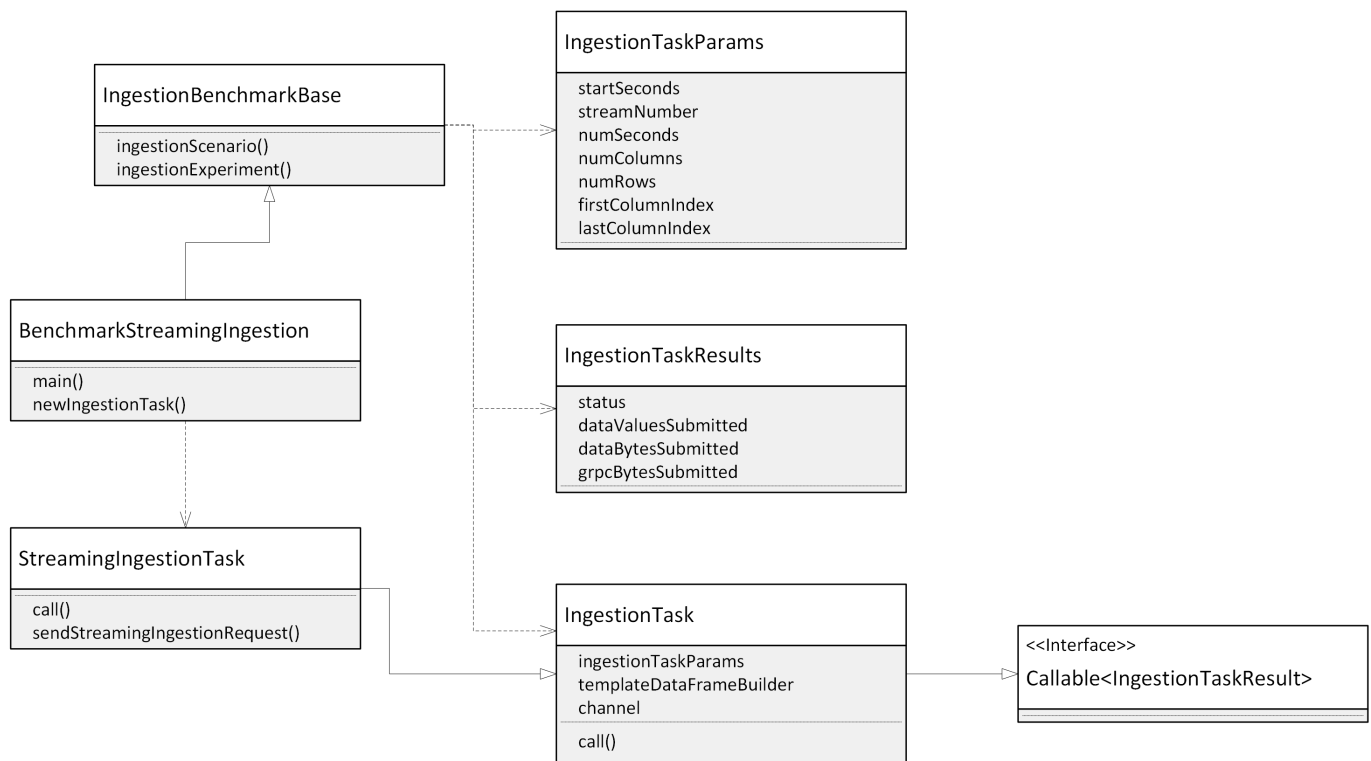 IngestionBenchmarkBase
ingestionScenario()
ingestionExperiment()
BenchmarkStreamingIngestion
main()
newIngestionTask()
StreamingIngestionTask
call()
sendStreamingIngestionRequest()
IngestionTaskParams
startSeconds
streamNumber
numSeconds
numColumns
numRows
firstColumnIndex
lastColumnIndex
IngestionTaskResults
status
dataValuesSubmitted
dataBytesSubmitted
grpcBytesSubmitted
IngestionTask
ingestionTaskParams
templateDataFrameBuilder
channel
call()
<<Interface>>
Callable<IngestionTaskResult>